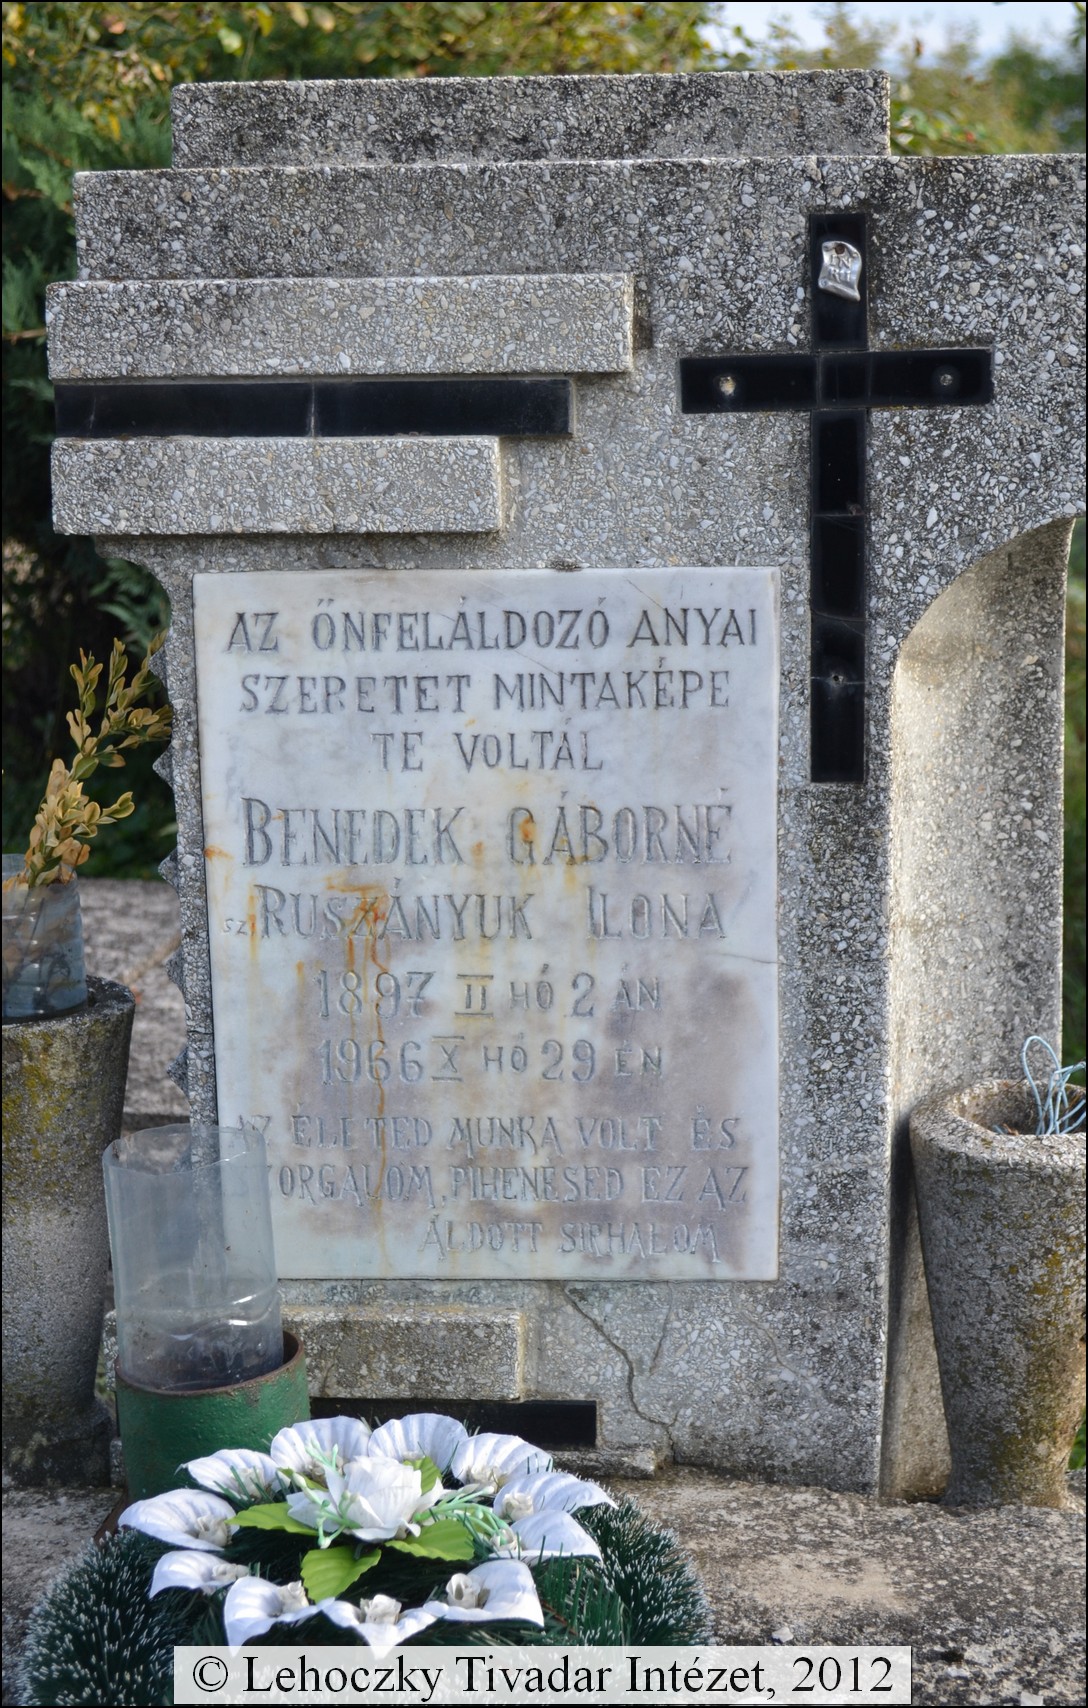 AZ ÖNFELÁLDOZÓ ANYAI
SZERETET MINTAKÉPE
TE VOLTÁL
BENEDEK GÁBORNÉ
SZ. RUSZÁNYUK ILONA
1897 II HÓ 2 ÁN
1966 X HÓ 29 ÉN
AZ ÉLETED MUNKA VOLT ÉS
SZORGALOM, PIHENÉSED EZ AZ
ÁLDOTT SIRHALOM
© Lehoczky Tivadar Intézet, 2012